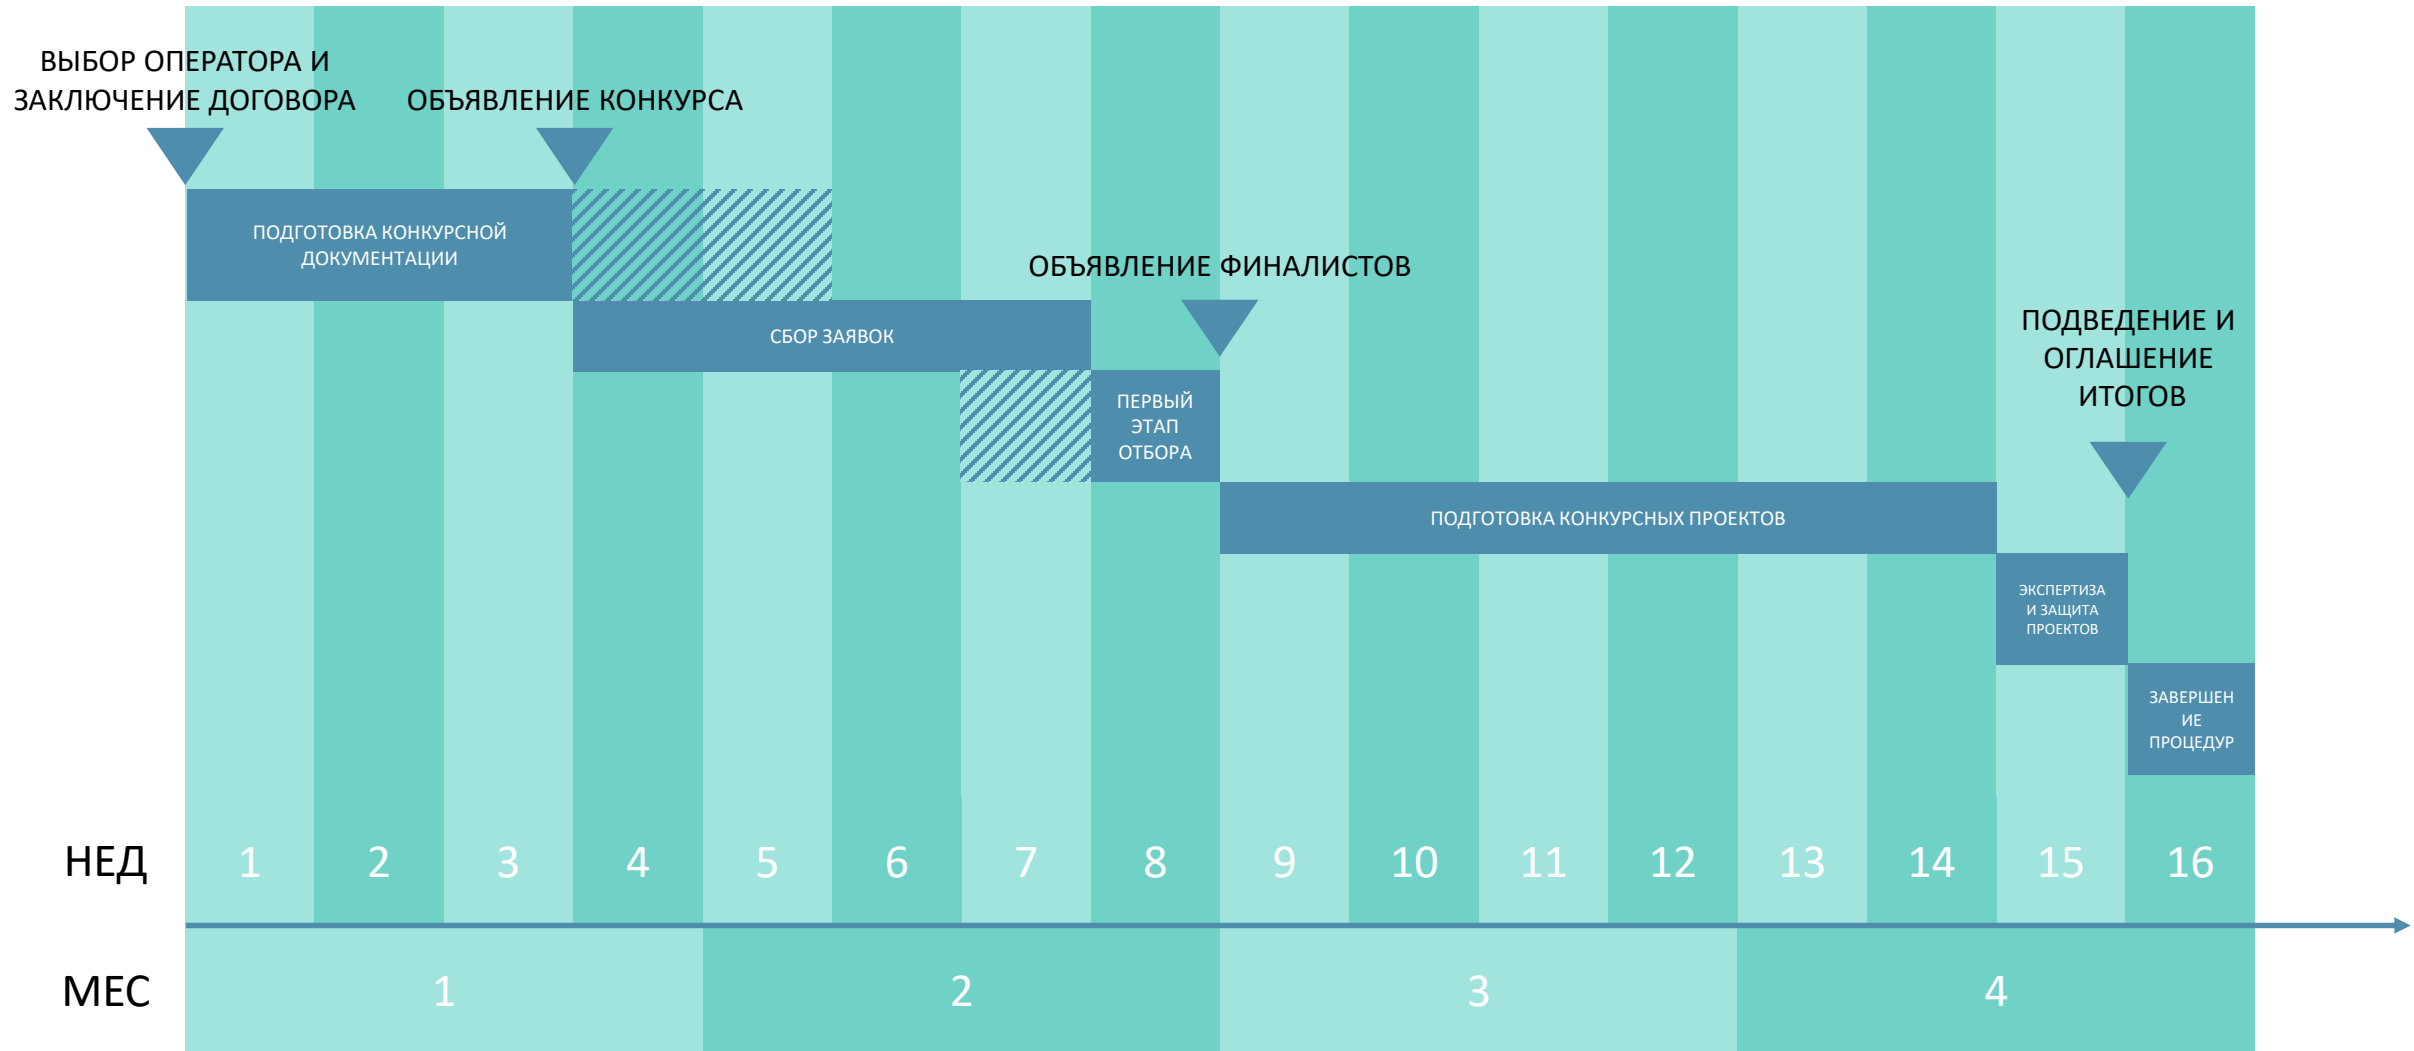 ВЫБОР ОПЕРАТОРА И
ЗАКЛЮЧЕНИЕ ДОГОВОРА
ОБЪЯВЛЕНИЕ КОНКУРСА
ПОДГОТОВКА КОНКУРСНОЙ
ДОКУМЕНТАЦИИ
ОБЪЯВЛЕНИЕ ФИНАЛИСТОВ
СБОР ЗАЯВОК
ПОДВЕДЕНИЕ И
ОГЛАШЕНИЕ
ИТОГОВ
ПЕРВЫЙ
ЭТАП
ОТБОРА
ПОДГОТОВКА КОНКУРСНЫХ ПРОЕКТОВ
ЭКСПЕРТИЗА
И ЗАЩИТА
ПРОЕКТОВ
ЗАВЕРШЕН
ИЕ
ПРОЦЕДУР
НЕД 1 2 3 4 5 6 7 8 9 10 11 12 13 14 15 16
МЕС 1 2 3 4